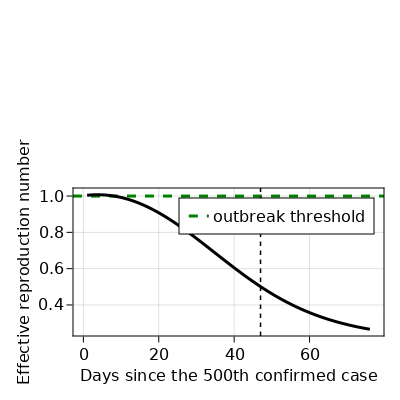 Effective reproduction number
1.0
0.8
0.6
0.4
outbreak threshold
0
20
40
60
Days since the 500th confirmed case